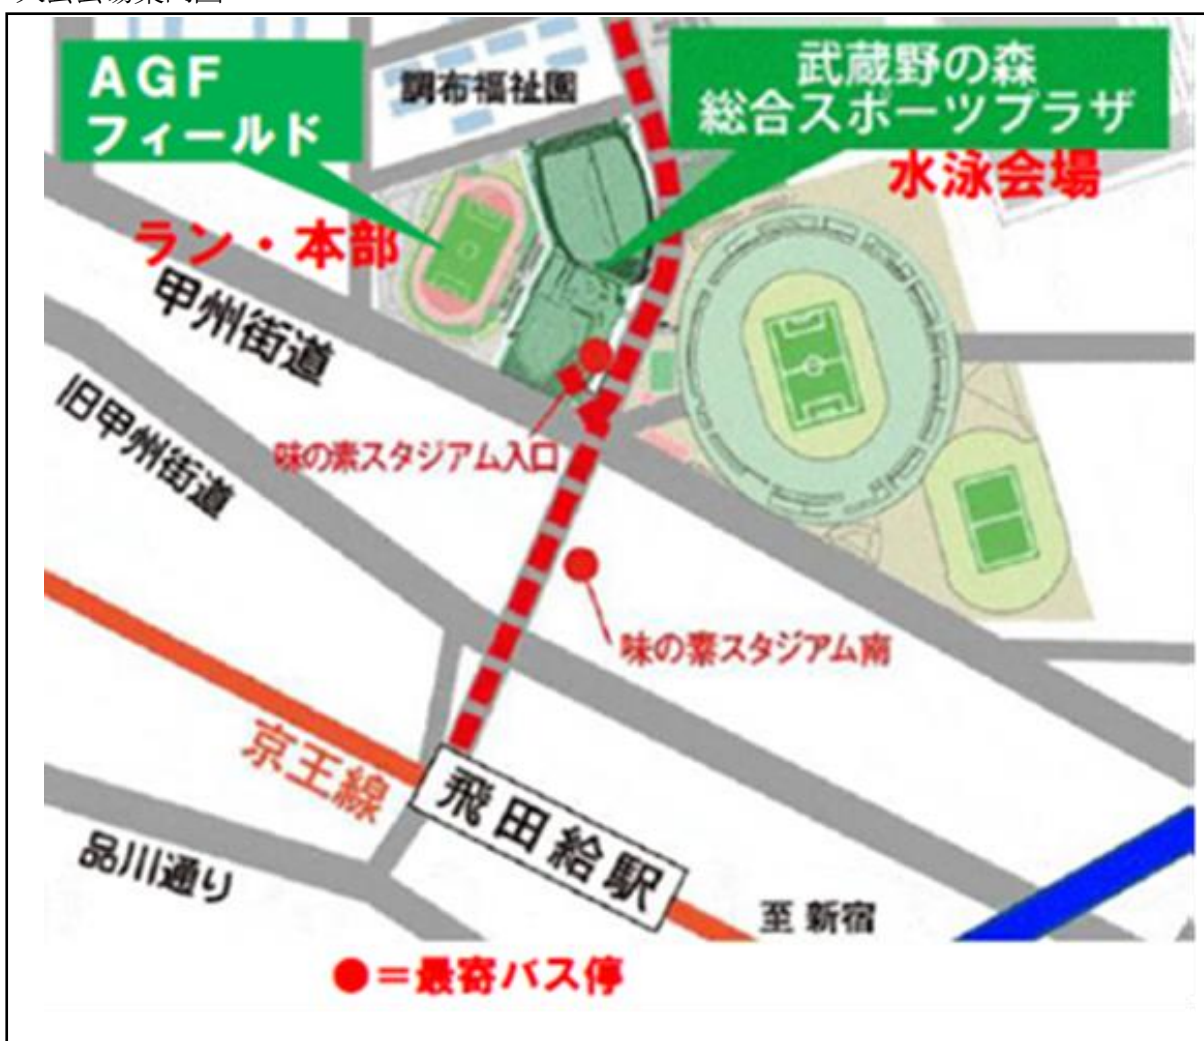 AGF
フィールド
調布福祉園
武蔵野の森
総合スポーツプラザ
水泳会場
ラン・本部
甲州街道
旧甲州街道
味の素スタジアム入口
味の素スタジアム南
京王線
飛田給駅
品川通り
至 新宿
●＝最寄バス停